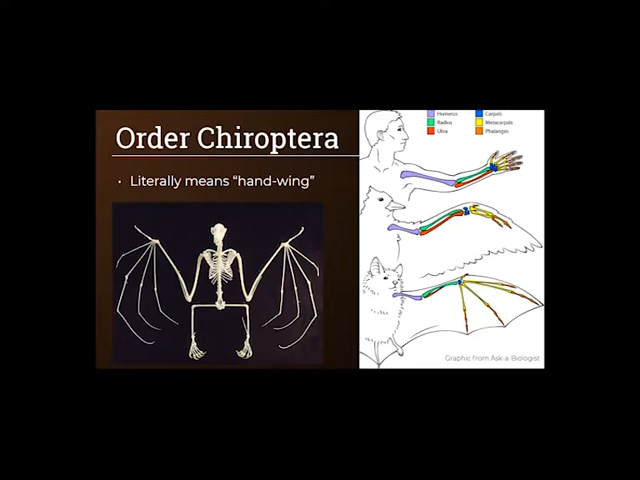 Order Chiroptera
· Literally means “hand-wing”
Humerus
Radius
Ulna
Carpals
Metacarpals
Phalanges
Graphic from Ask-a-Biologist